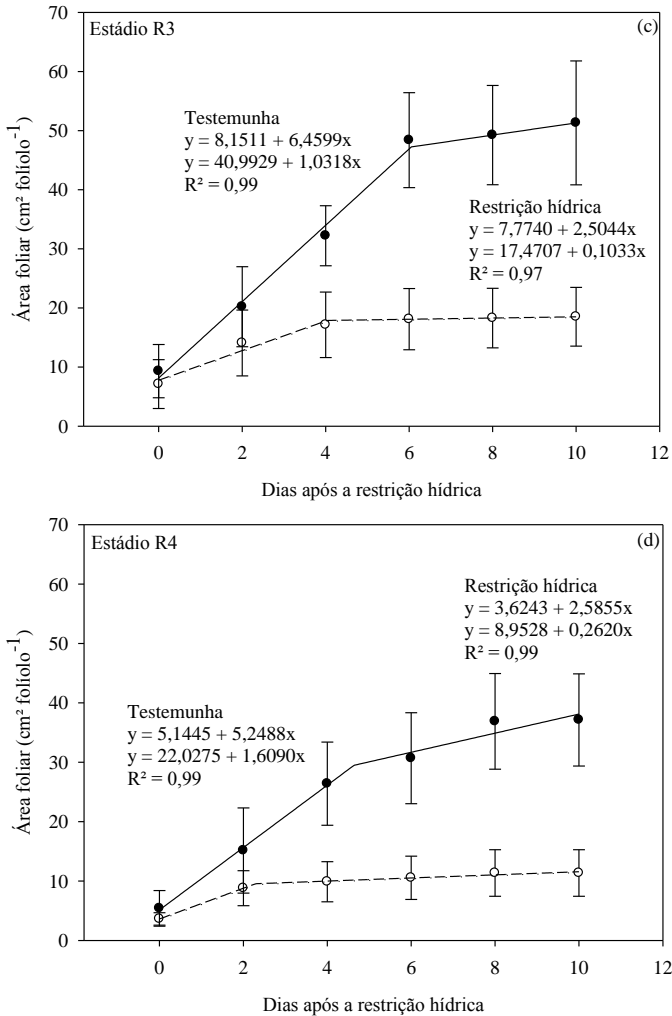 Estádio R3
(c)
70
60
50
40
30
20
10
0
Área foliar (cm² folíolo⁻¹)
Testemunha
y = 8,1511 + 6,4599x
y = 40,9929 + 1,0318x
R² = 0,99
Restrição hídrica
y = 7,7740 + 2,5044x
y = 17,4707 + 0,1033x
R² = 0,97
0 2 4 6 8 10 12
Dias após a restrição hídrica
Estádio R4
(d)
70
60
50
40
30
20
10
0
Área foliar (cm² folíolo⁻¹)
Restrição hídrica
y = 3,6243 + 2,5855x
y = 8,9528 + 0,2620x
R² = 0,99
Testemunha
y = 5,1445 + 5,2488x
y = 22,0275 + 1,6090x
R² = 0,99
0 2 4 6 8 10 12
Dias após a restrição hídrica